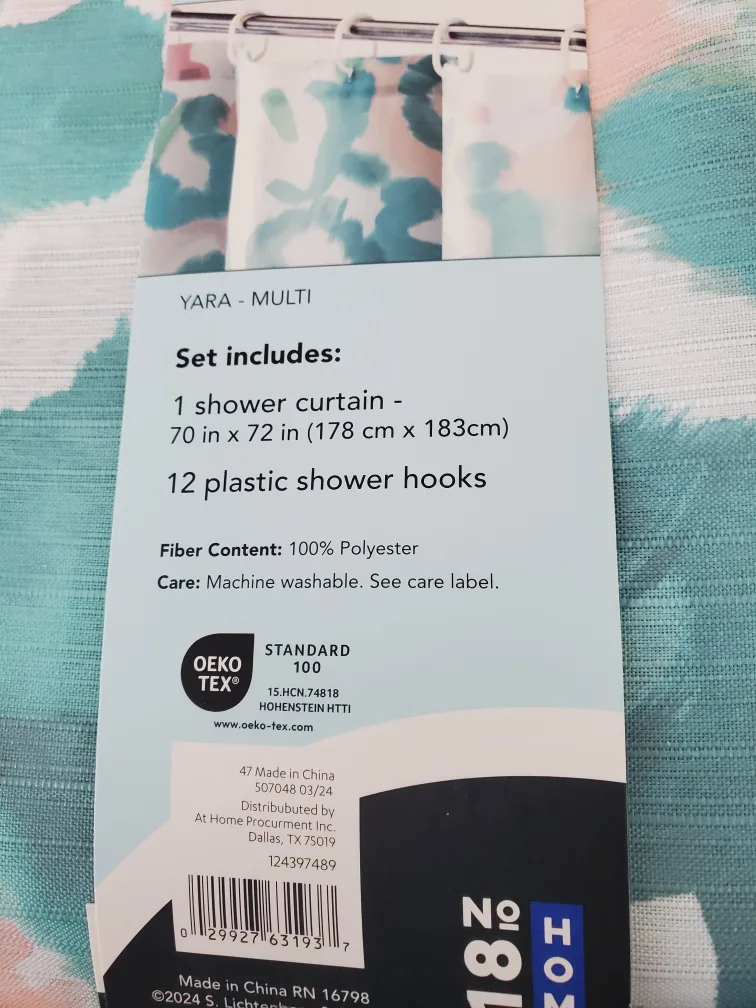 YARA - MULTI
Set includes:
1 shower curtain -
70 in x 72 in (178 cm x 183cm)
12 plastic shower hooks
Fiber Content: 100% Polyester
Care: Machine washable. See care label.
OEKO
TEX®
STANDARD
100
15.HCN.74818
HOHENSTEIN HTTI
www.oeko-tex.com
47 Made in China
507048 03/24
Distribubuted by
At Home Procurment Inc.
Dallas, TX 75019
124397489
0 29927 63193 7
Made in China RN 16798
©2024 S.
Nº
18
HOM